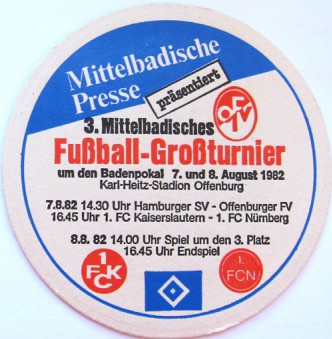 Mittelbadische
Presse
präsentiert
OFV
3. Mittelbadisches
Fußball-Großturnier
um den Badenpokal 7. und 8. August 1982
Karl-Heitz-Stadion Offenburg
7.8.82 14.30 Uhr Hamburger SV - Offenburger FV
16.45 Uhr 1. FC Kaiserslautern - 1. FC Nürnberg
8.8. 82 14.00 Uhr Spiel um den 3. Platz
16.45 Uhr Endspiel
1
FCK
1.
FCN